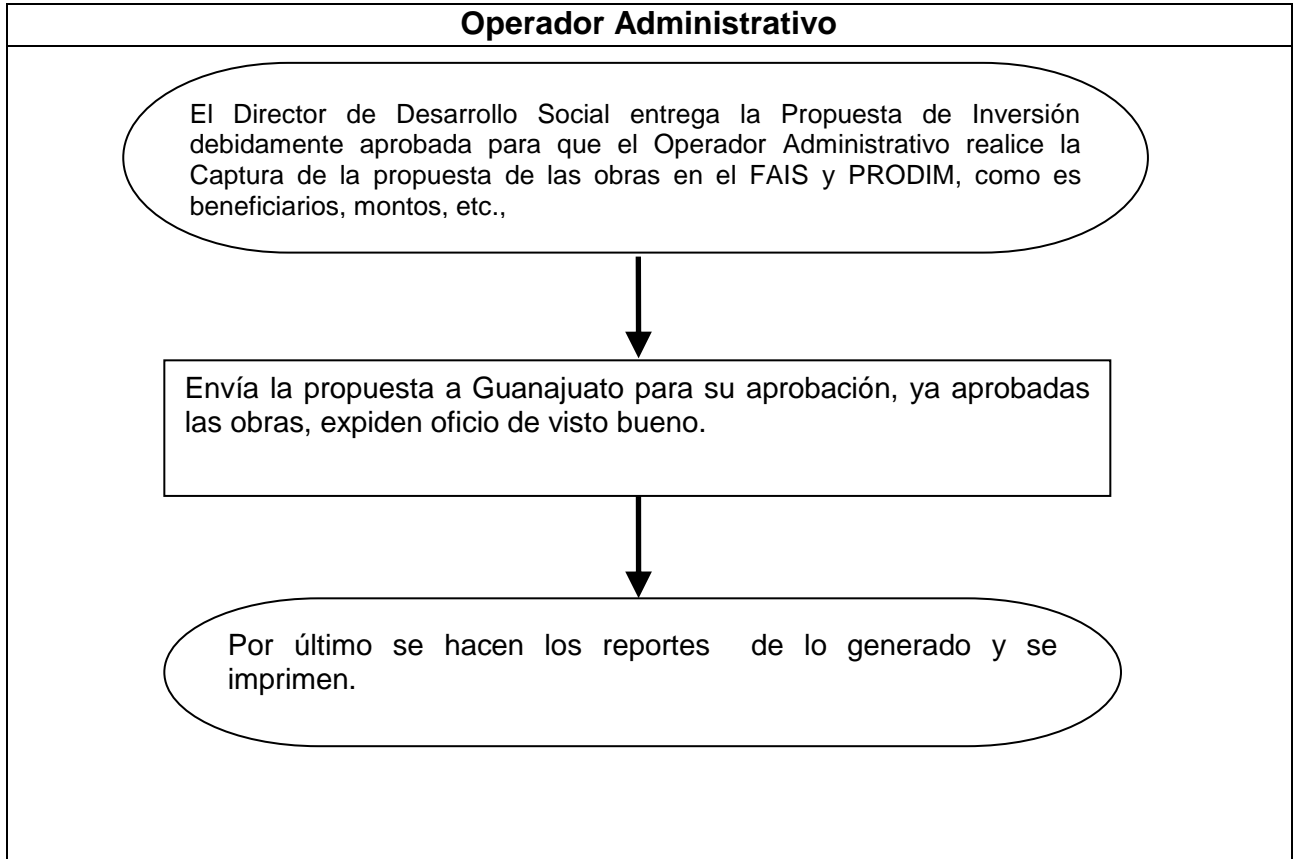 Operador Administrativo
El Director de Desarrollo Social entrega la Propuesta de Inversión
debidamente aprobada para que el Operador Administrativo realice la
Captura de la propuesta de las obras en el FAIS y PRODIM, como es
beneficiarios, montos, etc.,
Envía la propuesta a Guanajuato para su aprobación, ya aprobadas
las obras, expiden oficio de visto bueno.
Por último se hacen los reportes de lo generado y se
imprimen.